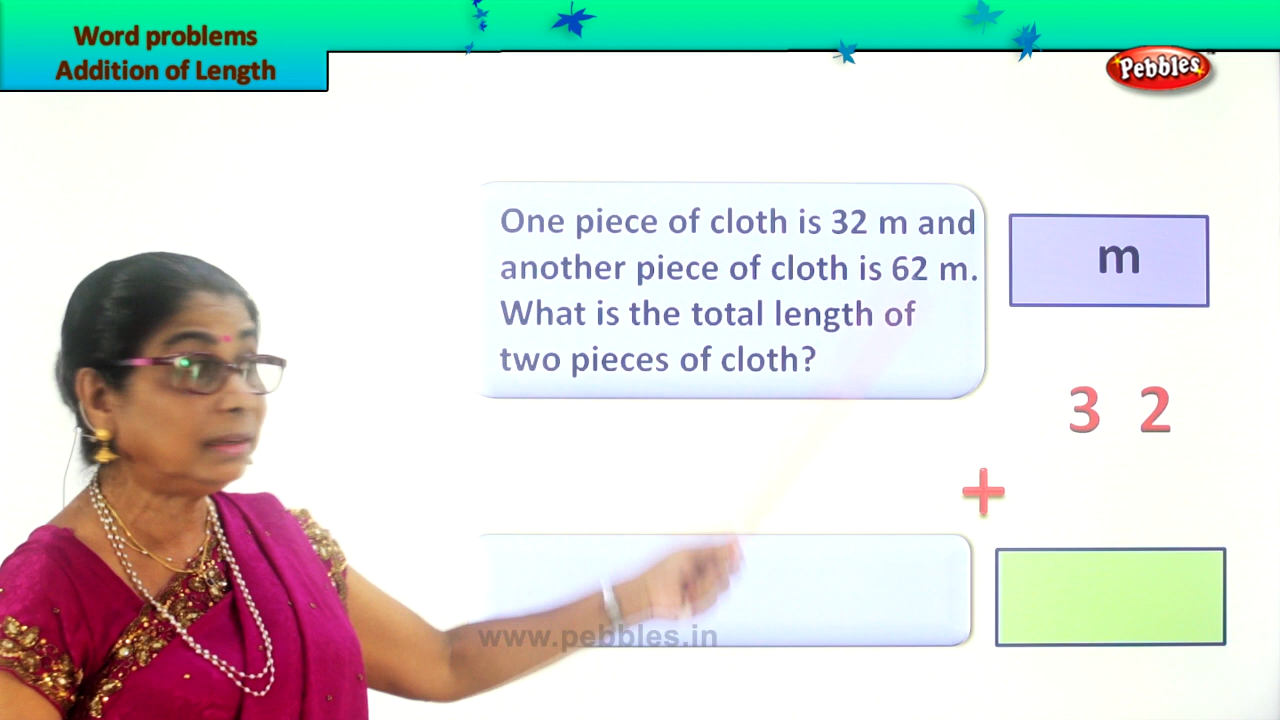 Word problems
Addition of Length
Pebbles
One piece of cloth is 32 m and
another piece of cloth is 62 m.
What is the total length of
two pieces of cloth?
m
3 2
+
www.pebbles.in